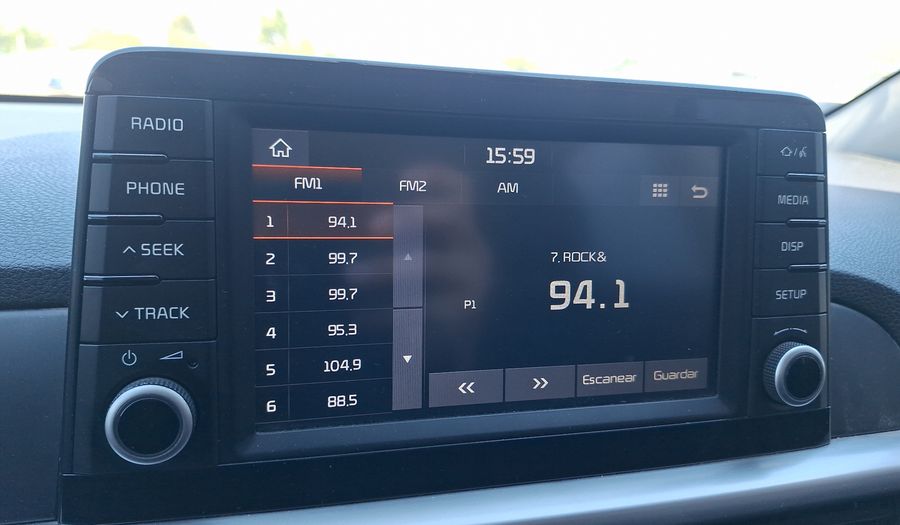 RADIO
PHONE
SEEK
TRACK
15:59
FM1 FM2 AM
1 94.1
2 99.7
3 99.7
4 95.3
5 104.9
6 88.5
7. ROCK&
P1 94.1
<< >> Escanear Guardar
MEDIA
DISP
SETUP